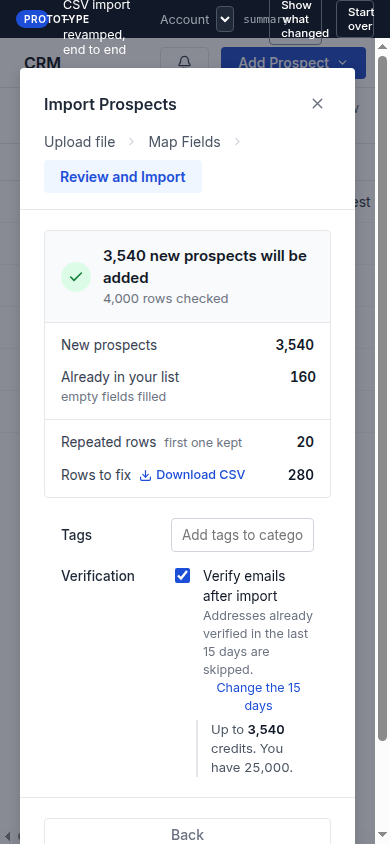 PROTOTYPE
CSV import
revamped,
end to end
Account
summary
Show
what
changed
Start
over
CRM
Add Prospect
Import Prospects
Upload file
Map Fields
Review and Import
3,540 new prospects will be
added
4,000 rows checked
New prospects 3,540
Already in your list 160
empty fields filled
Repeated rows first one kept 20
Rows to fix Download CSV 280
Tags Add tags to catego
Verification Verify emails
after import
Addresses already
verified in the last
15 days are
skipped.
Change the 15
days
Up to 3,540
credits. You
have 25,000.
Back